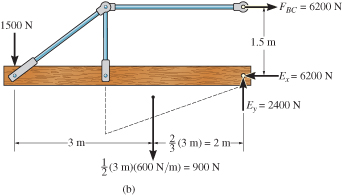 F_BC = 6200 N
1500 N
1.5 m
E_x = 6200 N
E_y = 2400 N
3 m
2/3 (3 m) = 2 m
1/2 (3 m)(600 N/m) = 900 N
(b)